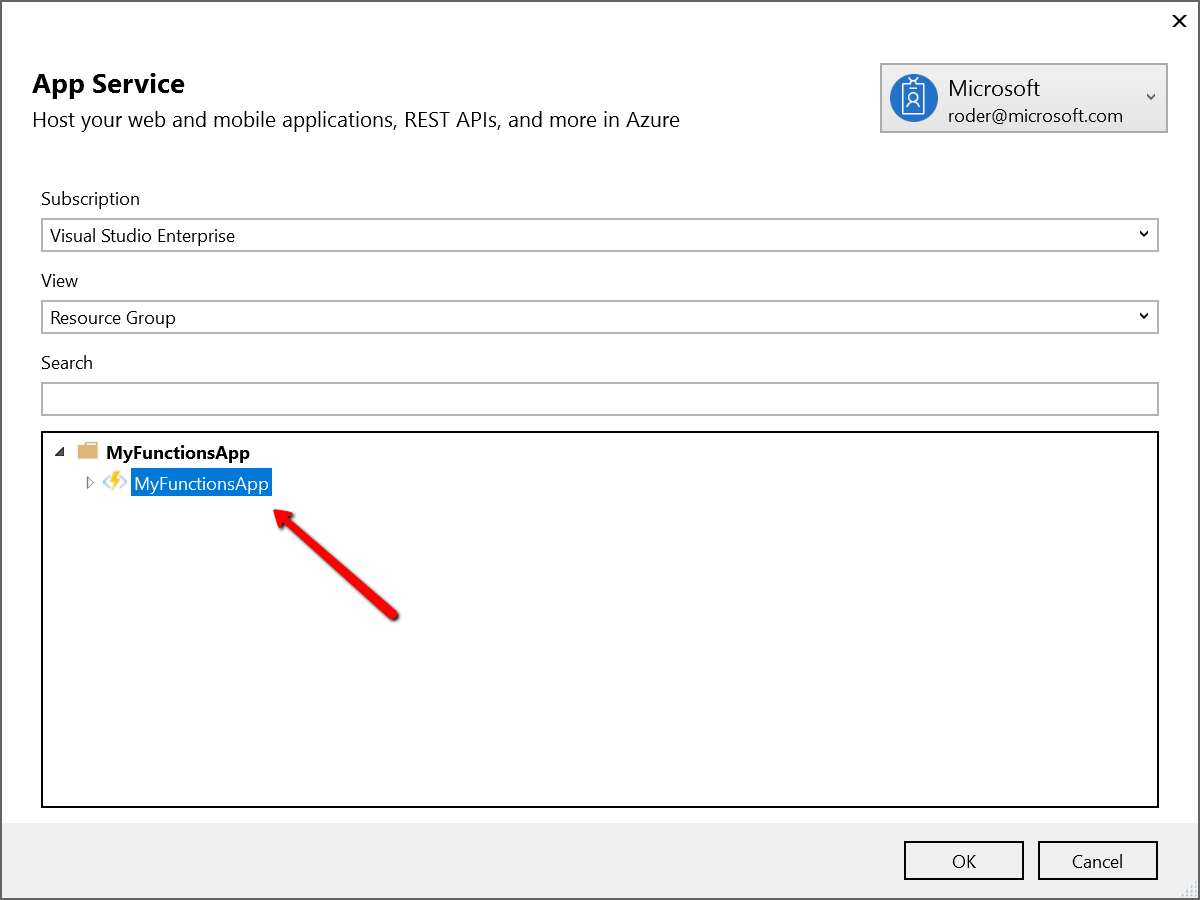 App Service
Host your web and mobile applications, REST APIs, and more in Azure
Microsoft
roder@microsoft.com
Subscription
Visual Studio Enterprise
View
Resource Group
Search
MyFunctionsApp
MyFunctionsApp
OK
Cancel